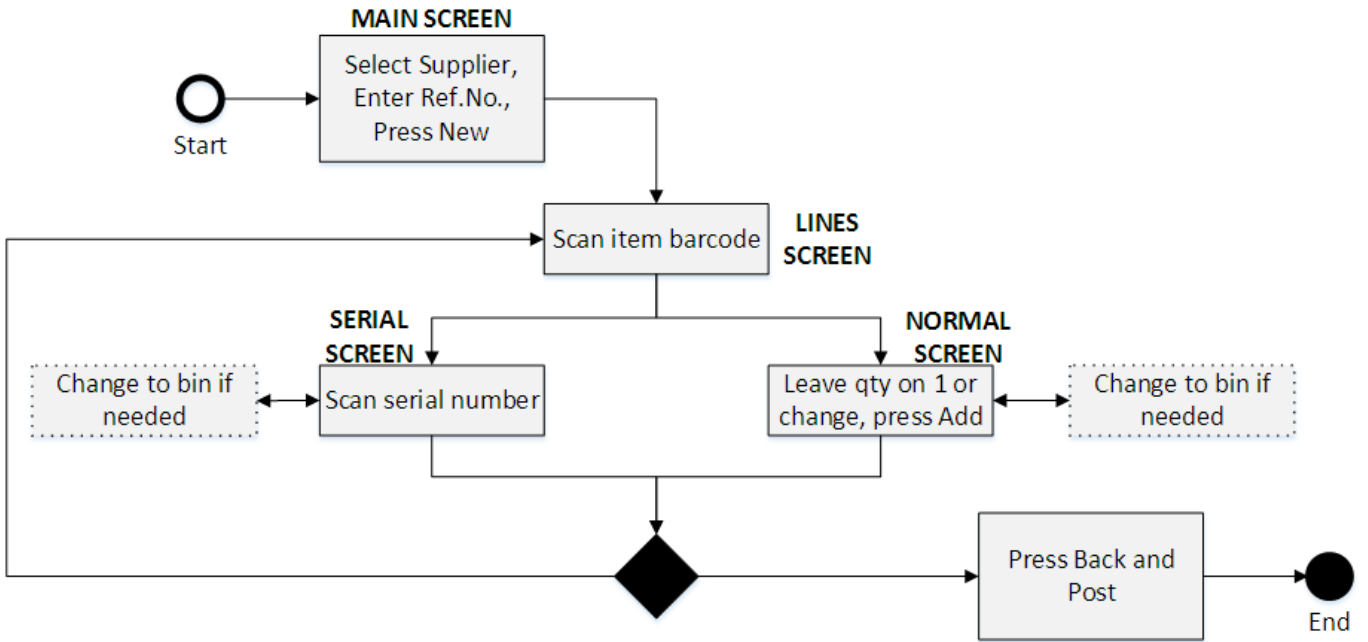 MAIN SCREEN
Select Supplier,
Enter Ref.No.,
Press New
Start
Scan item barcode
LINES
SCREEN
SERIAL
SCREEN
NORMAL
SCREEN
Change to bin if
needed
Scan serial number
Leave qty on 1 or
change, press Add
Change to bin if
needed
Press Back and
Post
End